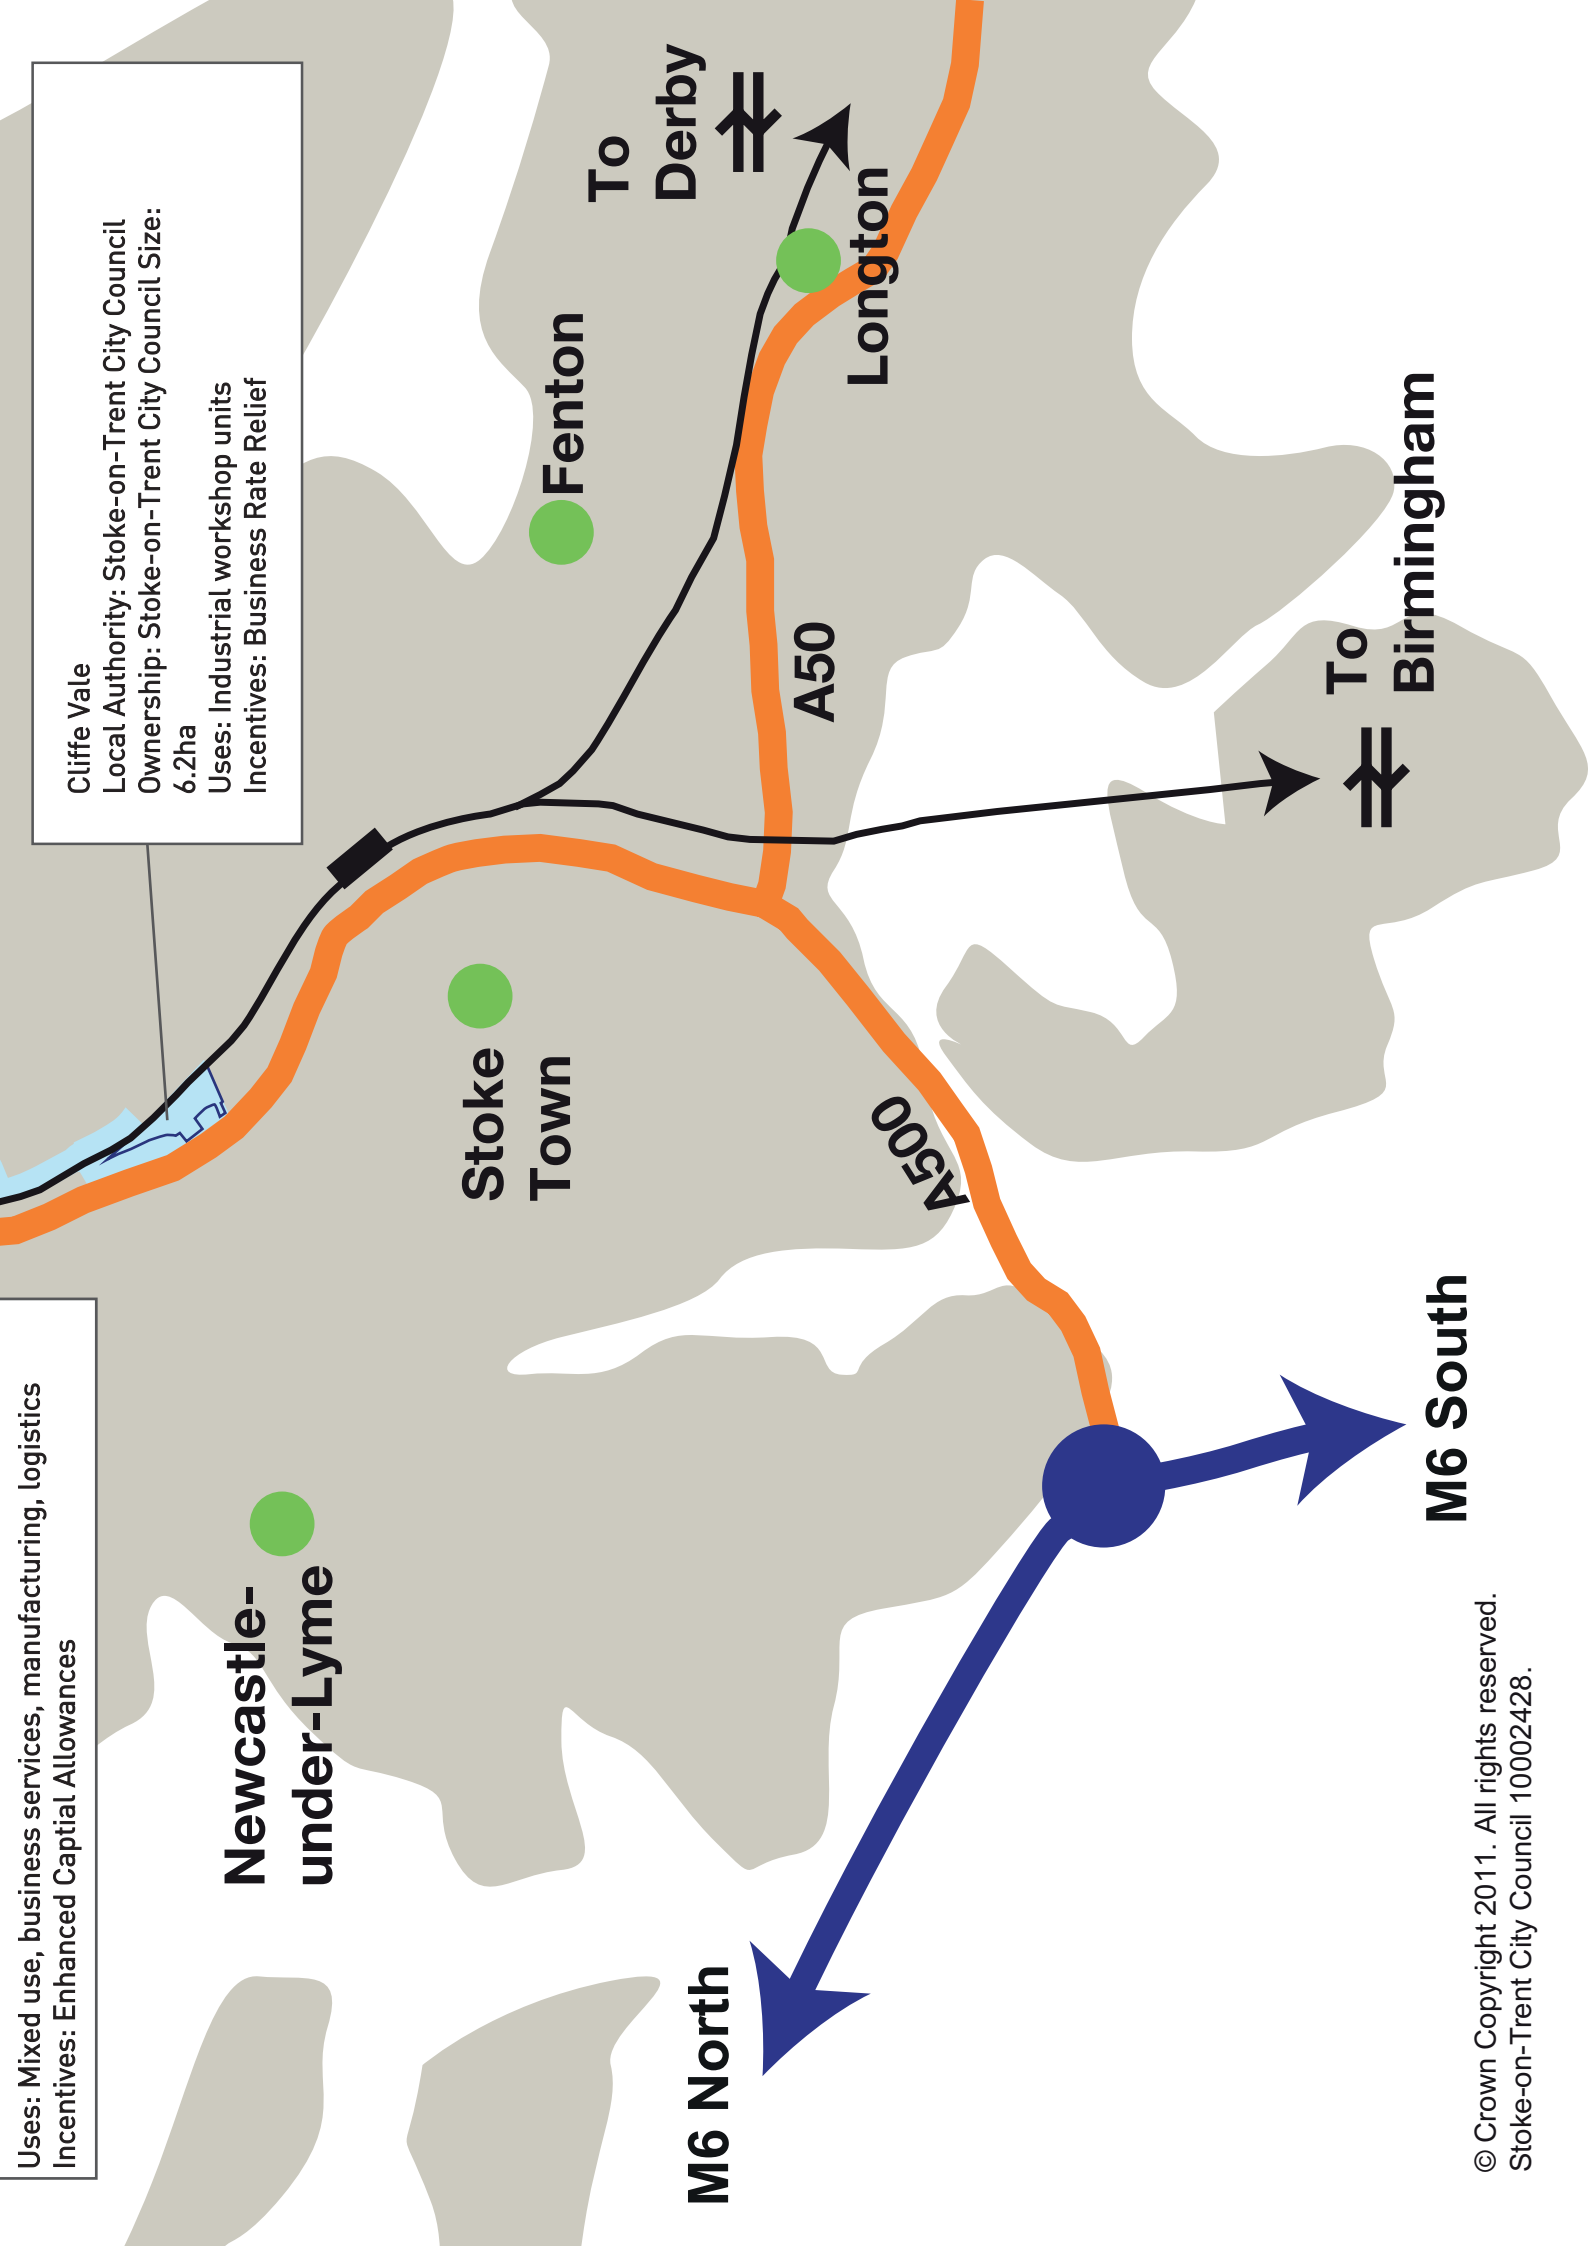 Uses: Mixed use, business services, manufacturing, logistics
Incentives: Enhanced Captial Allowances
Cliffe Vale
Local Authority: Stoke-on-Trent City Council
Ownership: Stoke-on-Trent City Council Size:
6.2ha
Uses: Industrial workshop units
Incentives: Business Rate Relief
Newcastle-
under-Lyme
Stoke
Town
Fenton
To
Derby
Longton
A50
A500
M6 North
To
Birmingham
M6 South
© Crown Copyright 2011. All rights reserved.
Stoke-on-Trent City Council 10002428.